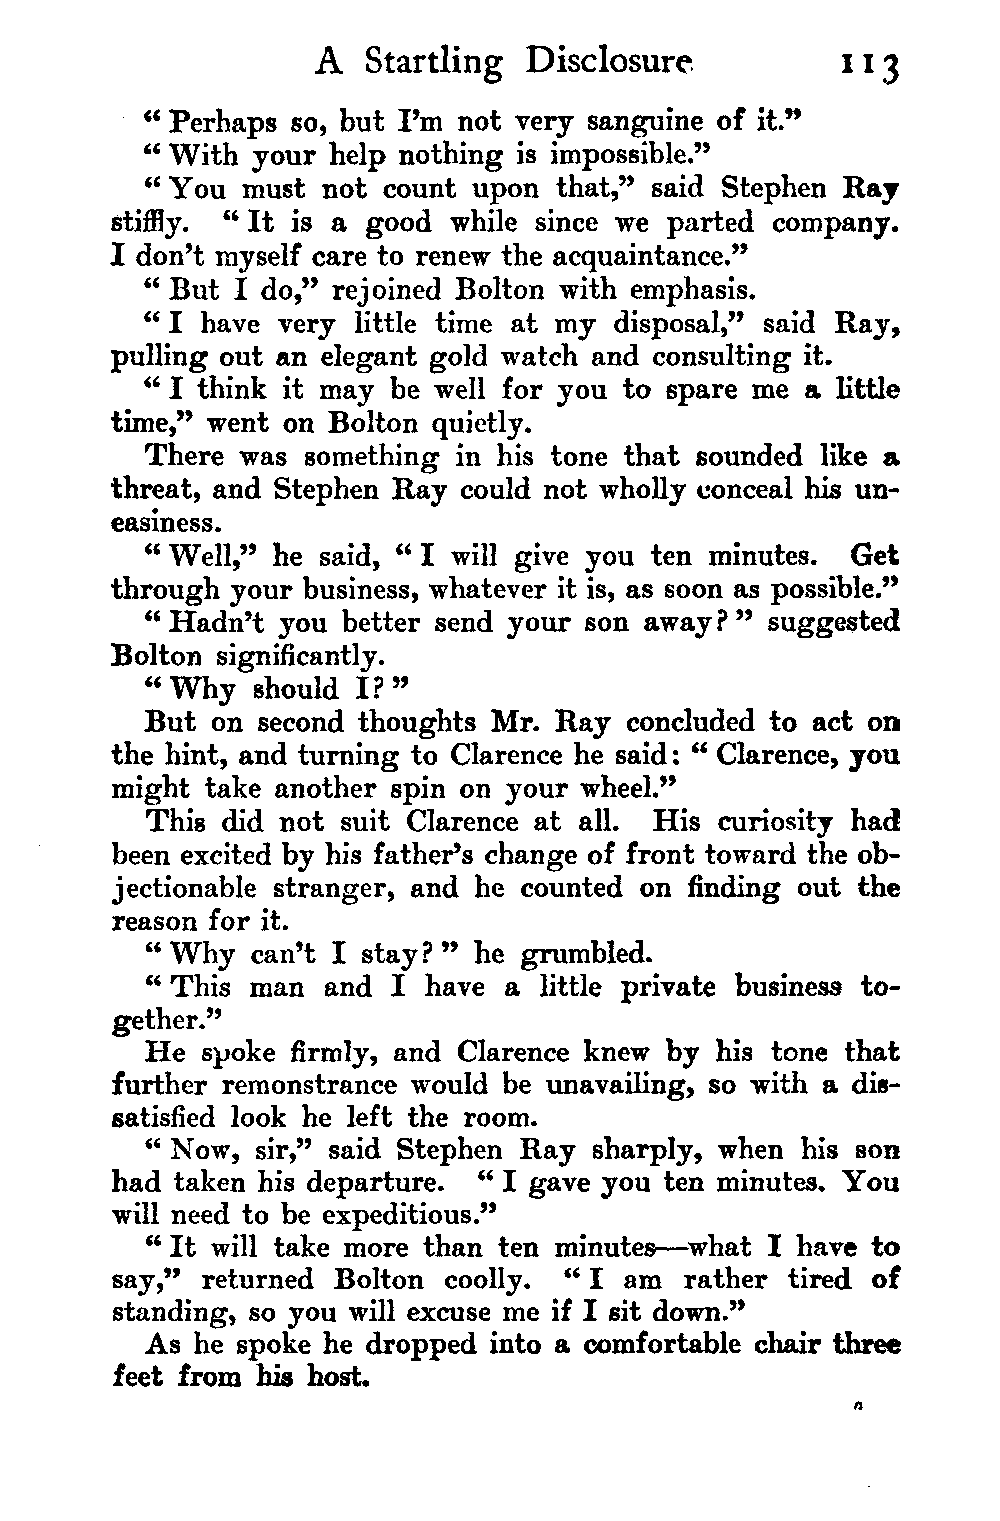 A Startling Disclosure 113
“ Perhaps so, but I’m not very sanguine of it.”
“ With your help nothing is impossible.”
“ You must not count upon that,” said Stephen Ray
stiffly. “ It is a good while since we parted company.
I don’t myself care to renew the acquaintance.”
“ But I do,” rejoined Bolton with emphasis.
“ I have very little time at my disposal,” said Ray,
pulling out an elegant gold watch and consulting it.
“ I think it may be well for you to spare me a little
time,” went on Bolton quietly.
There was something in his tone that sounded like a
threat, and Stephen Ray could not wholly conceal his un-
easiness.
“ Well,” he said, “ I will give you ten minutes. Get
through your business, whatever it is, as soon as possible.”
“ Hadn’t you better send your son away? ” suggested
Bolton significantly.
“ Why should I? ”
But on second thoughts Mr. Ray concluded to act on
the hint, and turning to Clarence he said: “ Clarence, you
might take another spin on your wheel.”
This did not suit Clarence at all. His curiosity had
been excited by his father’s change of front toward the ob-
jectionable stranger, and he counted on finding out the
reason for it.
“ Why can’t I stay? ” he grumbled.
“ This man and I have a little private business to-
gether.”
He spoke firmly, and Clarence knew by his tone that
further remonstrance would be unavailing, so with a dis-
satisfied look he left the room.
“ Now, sir,” said Stephen Ray sharply, when his son
had taken his departure. “ I gave you ten minutes. You
will need to be expeditious.”
“ It will take more than ten minutes—what I have to
say,” returned Bolton coolly. “ I am rather tired of
standing, so you will excuse me if I sit down.”
As he spoke he dropped into a comfortable chair three
feet from his host.